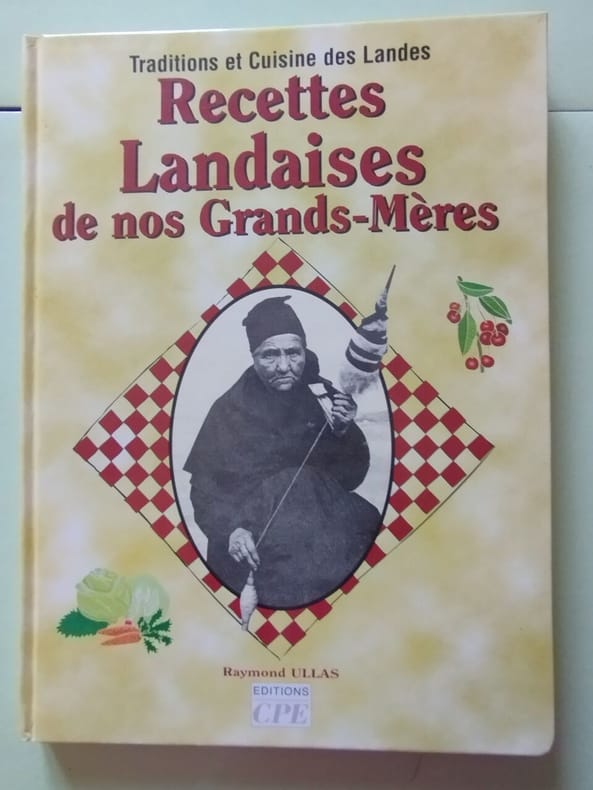 Traditions et Cuisine des Landes
Recettes
Landaises
de nos Grands-Mères
Raymond ULLAS
EDITIONS
CPE